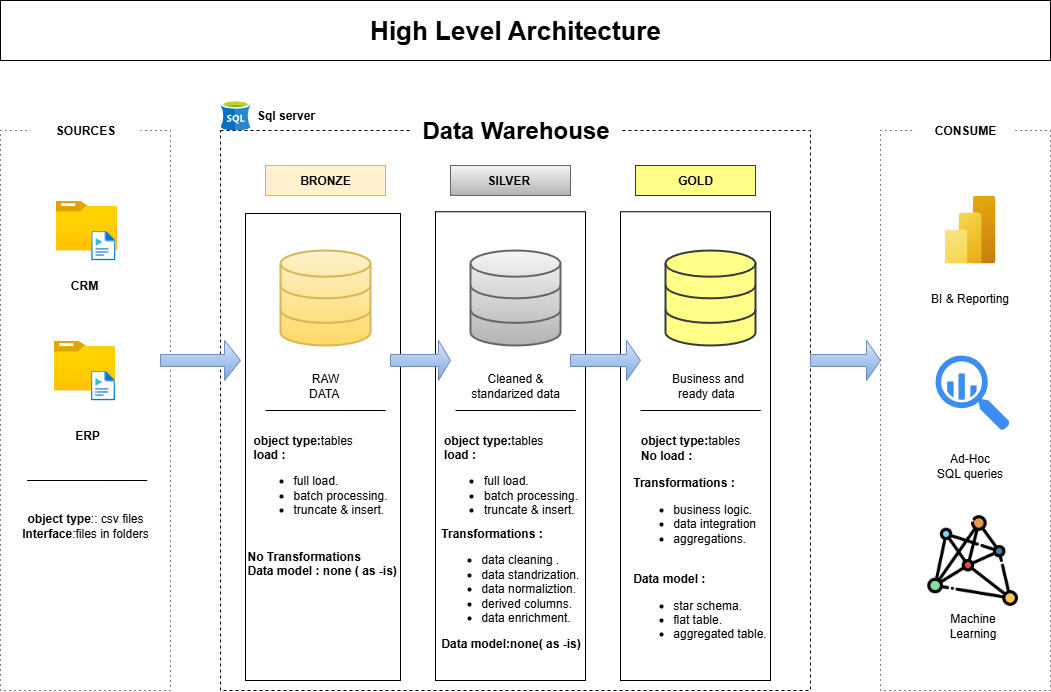 High Level Architecture
SQL
Sql server
SOURCES
Data Warehouse
CONSUME
BRONZE
SILVER
GOLD
CRM
ERP
object type:: csv files
Interface:files in folders
RAW
DATA
object type:tables
load :
• full load.
• batch processing.
• truncate & insert.
No Transformations
Data model : none ( as -is)
Cleaned &
standarized data
object type:tables
load :
• full load.
• batch processing.
• truncate & insert.
Transformations :
• data cleaning .
• data standrization.
• data normaliztion.
• derived columns.
• data enrichment.
Data model:none( as -is)
Business and
ready data
object type:tables
No load :
Transformations :
• business logic.
• data integration
• aggregations.
Data model :
• star schema.
• flat table.
• aggregated table.
BI & Reporting
Ad-Hoc
SQL queries
Machine
Learning